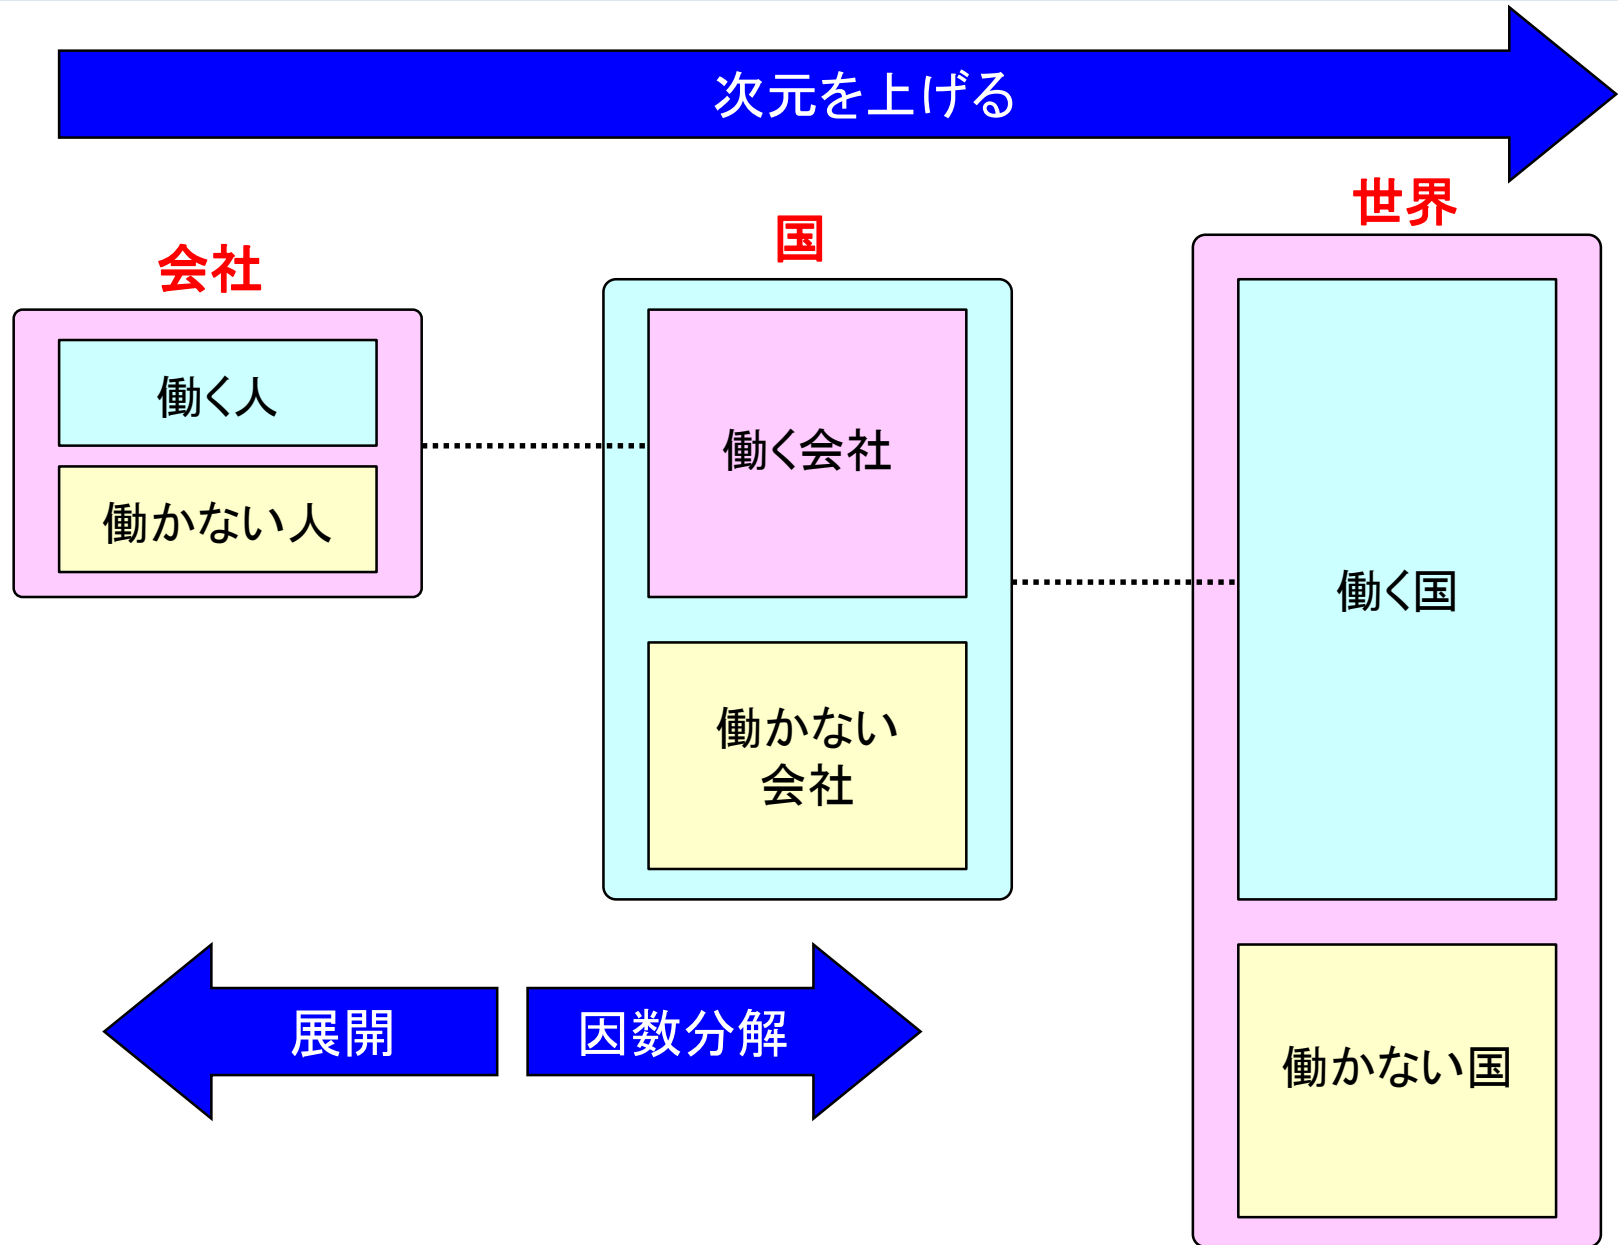 次元を上げる
会社
働く人
働かない人
国
働く会社
働かない
会社
世界
働く国
働かない国
展開
因数分解